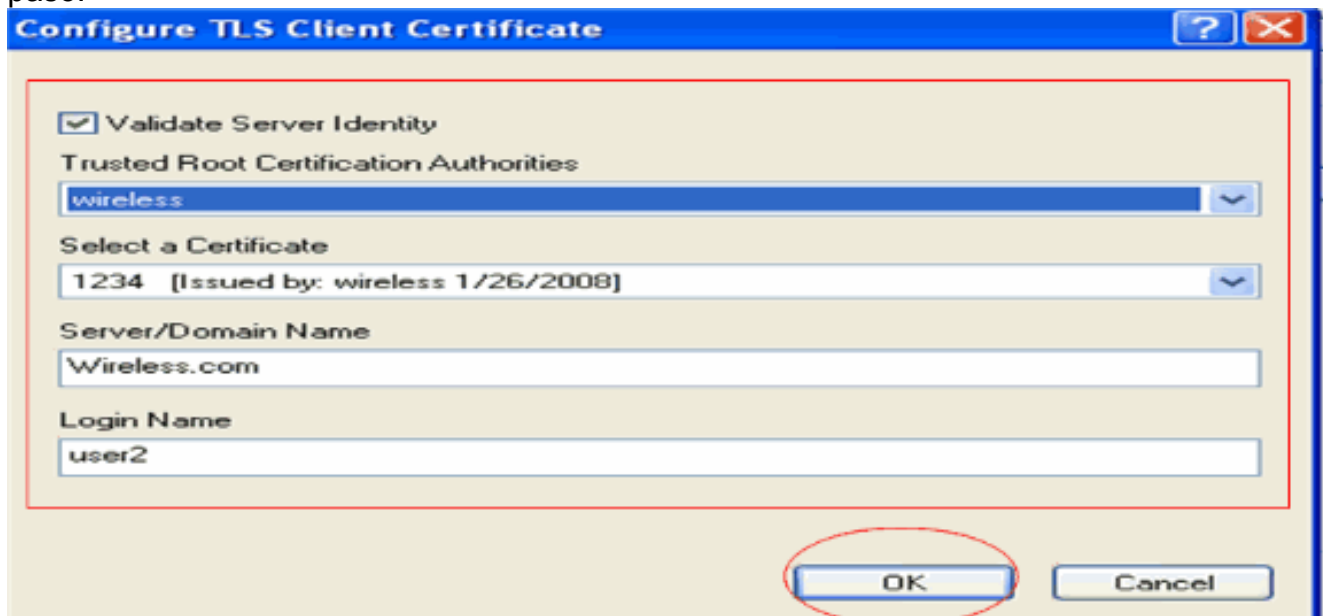 paso.
Configure TLS Client Certificate
Validate Server Identity
Trusted Root Certification Authorities
wireless
Select a Certificate
1234 [Issued by: wireless 1/26/2008]
Server/Domain Name
Wireless.com
Login Name
user2
OK Cancel